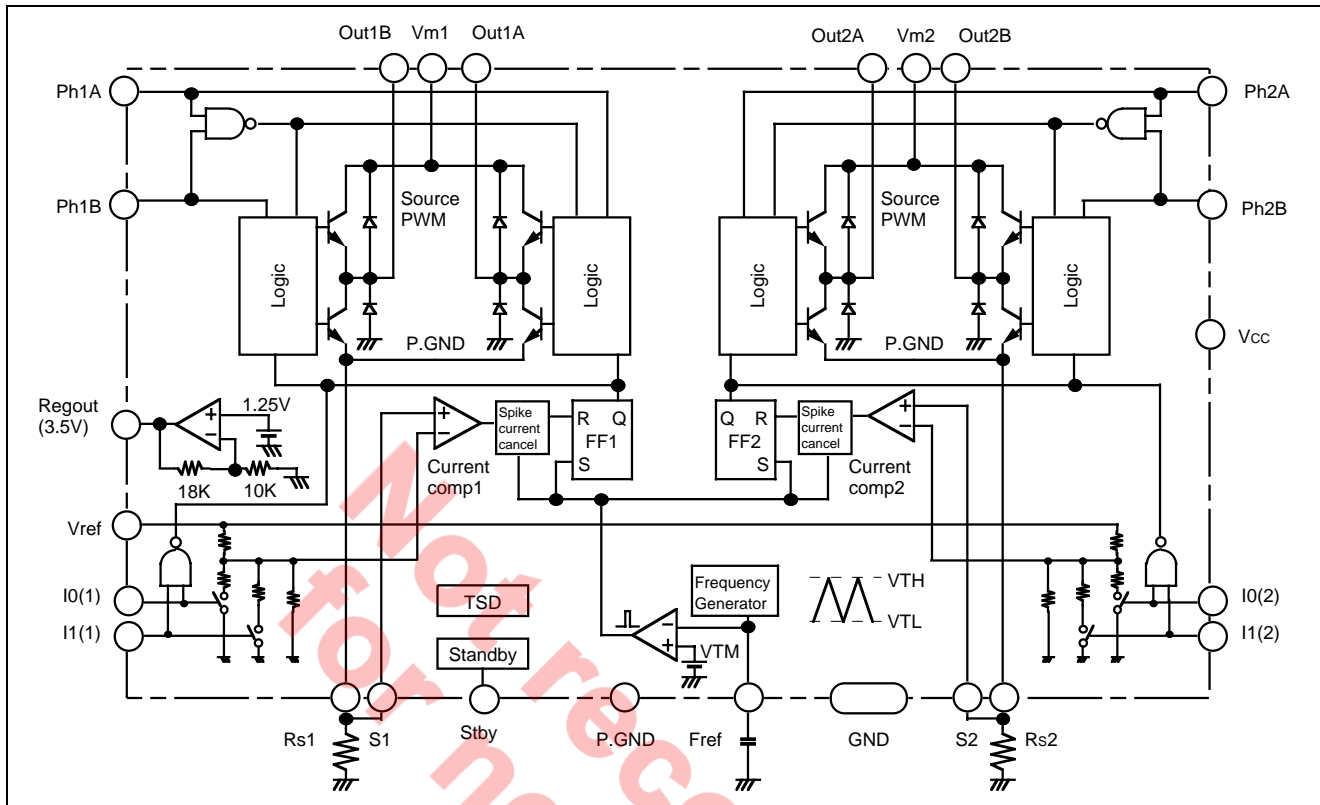 Out1B Vm1 Out1A
Out2A Vm2 Out2B
Ph1A
Ph2A
Ph1B
Ph2B
Source
PWM
Source
PWM
Logic
Logic
Logic
Logic
P.GND
P.GND
Vcc
Regout
(3.5V)
1.25V
18K
10K
Current
comp1
Spike
current
cancel
R Q
FF1
S
Q R
FF2
S
Spike
current
cancel
Current
comp2
Vref
I0(1)
I1(1)
TSD
Standby
Frequency
Generator
VTM
VTH
VTL
I0(2)
I1(2)
Rs1
S1
Stby
P.GND
Fref
GND
S2
Rs2
Not reco
for ne